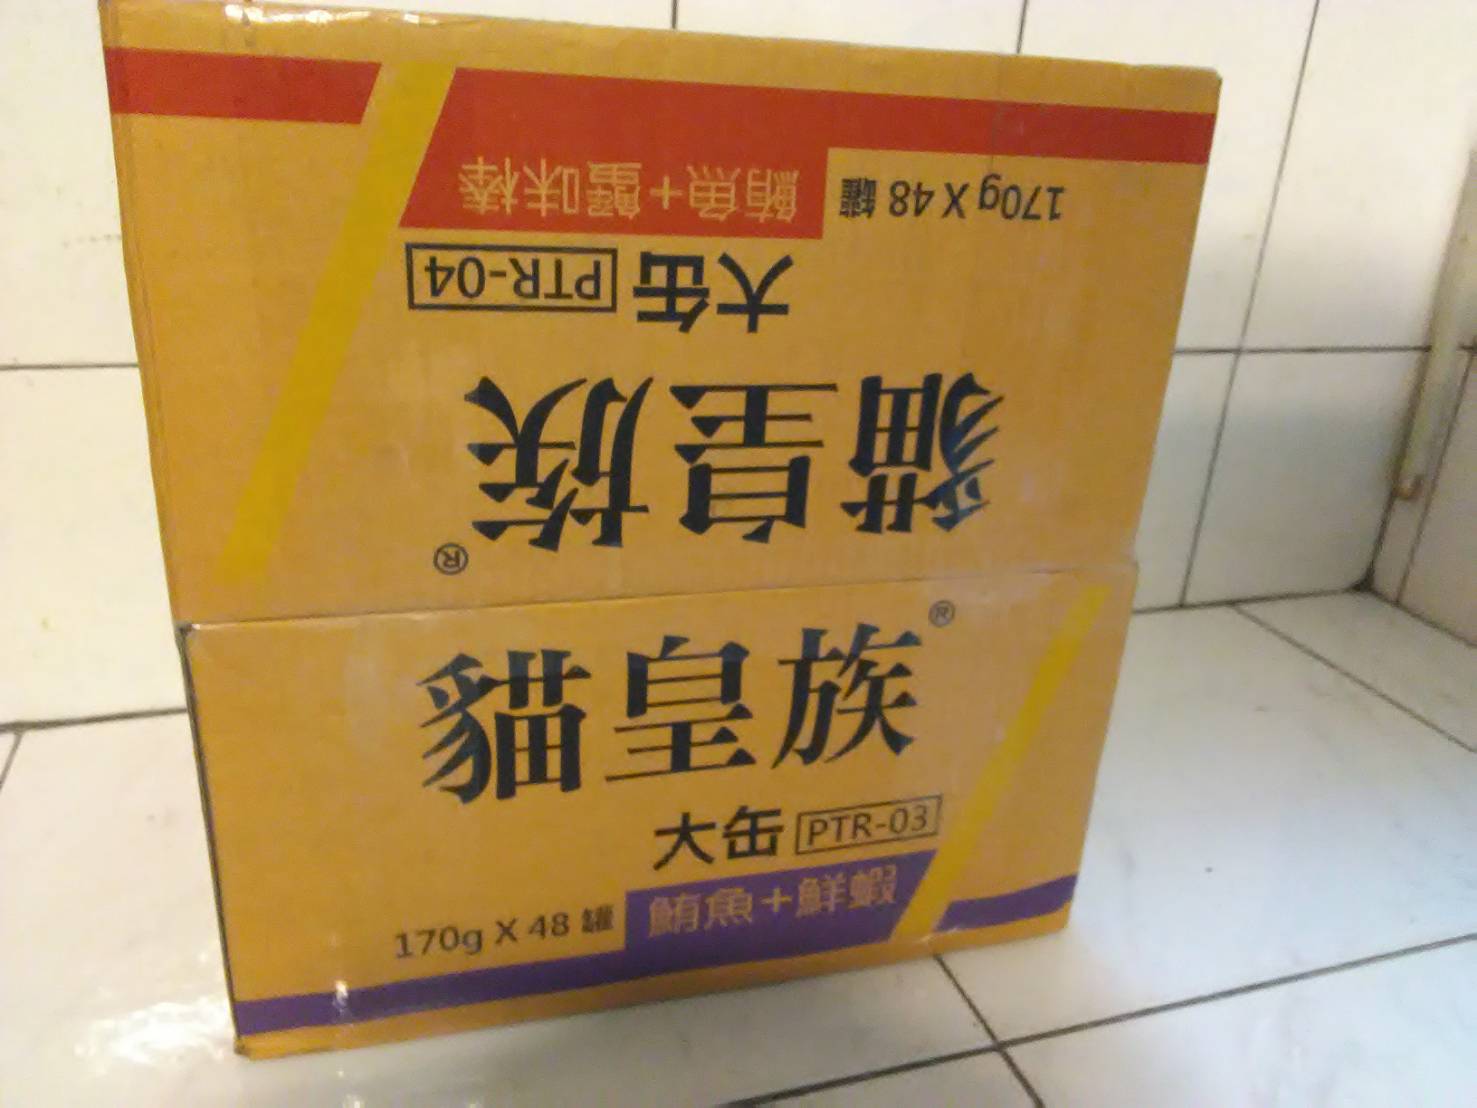 170g X 48 罐
鮪魚+蟹味棒
大缶 PTR-04
貓皇族®
貓皇族®
大缶 PTR-03
170g X 48 罐 鮪魚+鮮蝦